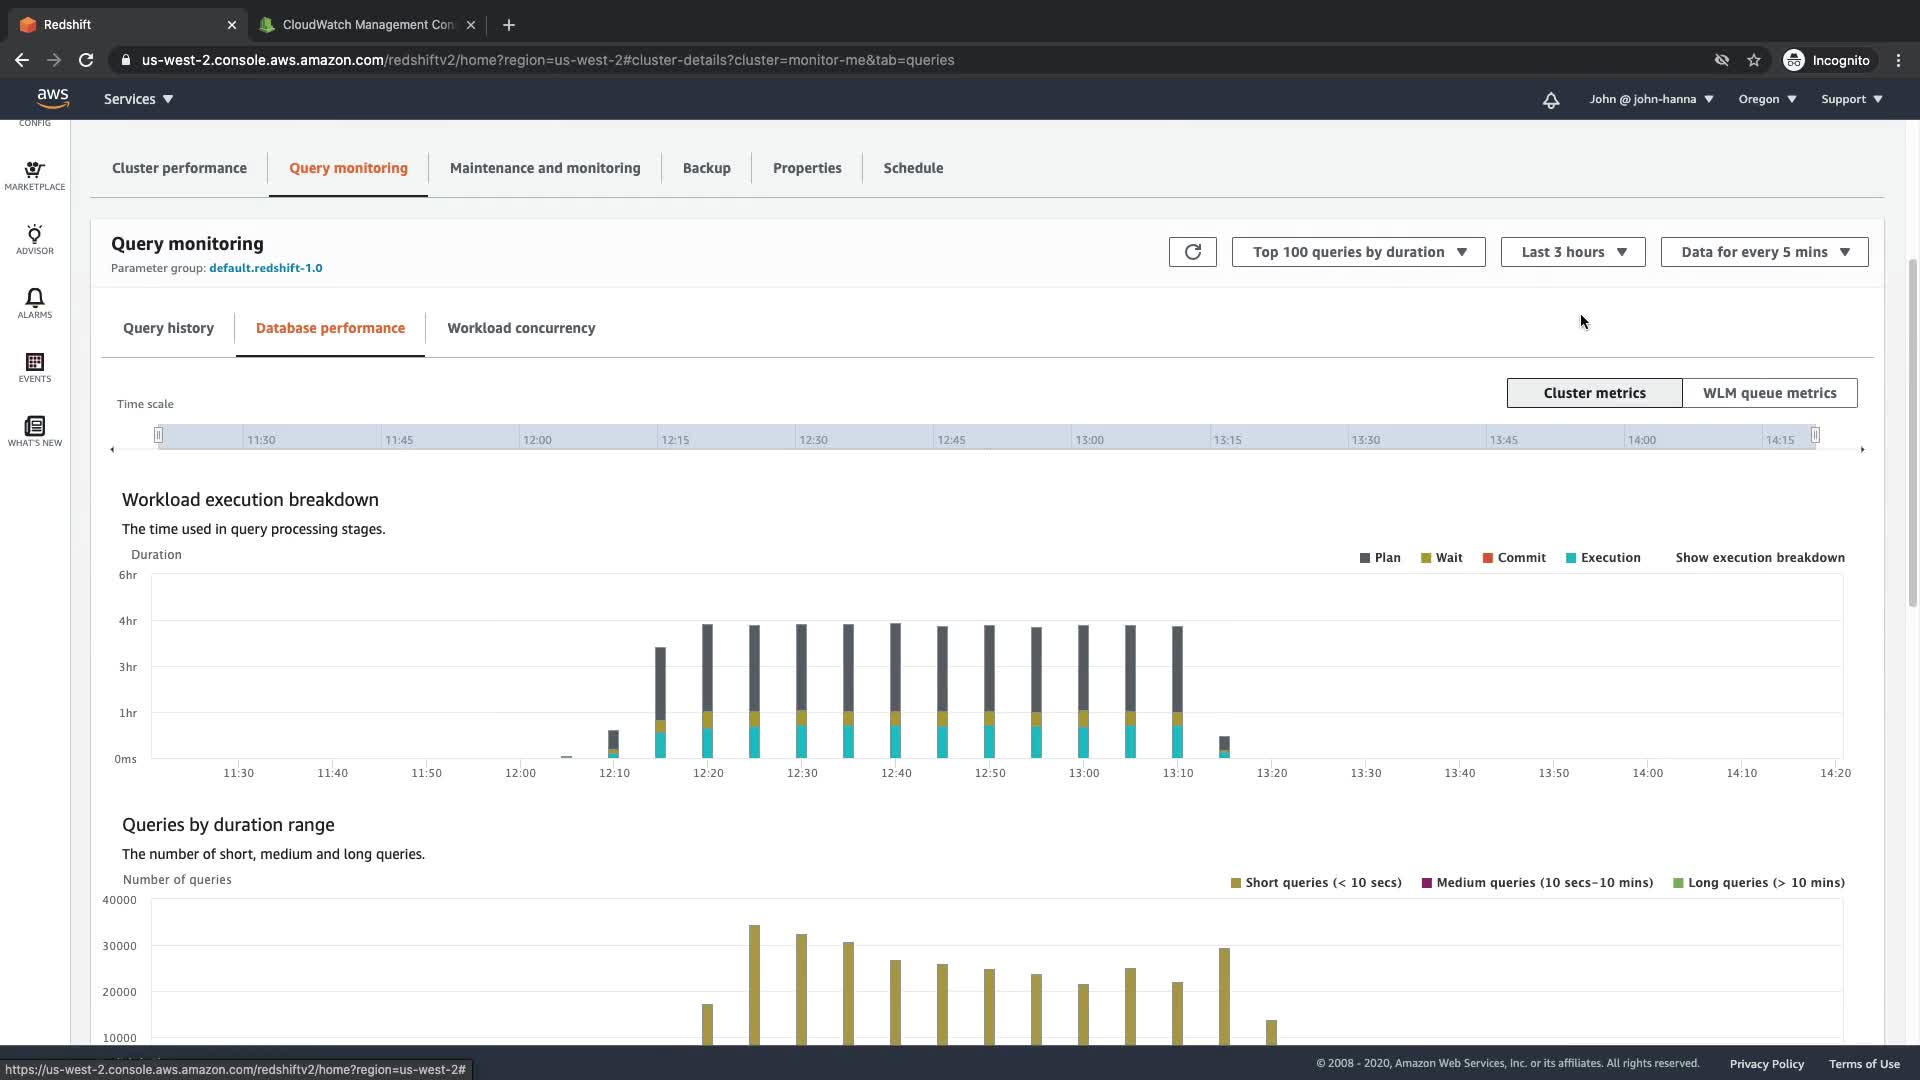 Redshift
CloudWatch Management Con
us-west-2.console.aws.amazon.com/redshiftv2/home?region=us-west-2#cluster-details?cluster=monitor-me&tab=queries
Incognito
aws
Services
John @ john-hanna
Oregon
Support
CONFIG
MARKETPLACE
ADVISOR
ALARMS
EVENTS
WHAT'S NEW
Cluster performance
Query monitoring
Maintenance and monitoring
Backup
Properties
Schedule
Query monitoring
Parameter group: default.redshift-1.0
Top 100 queries by duration
Last 3 hours
Data for every 5 mins
Query history
Database performance
Workload concurrency
Cluster metrics
WLM queue metrics
Time scale
11:30 11:45 12:00 12:15 12:30 12:45 13:00 13:15 13:30 13:45 14:00 14:15
Workload execution breakdown
The time used in query processing stages.
Duration
Plan Wait Commit Execution Show execution breakdown
6hr
4hr
3hr
1hr
0ms
11:30 11:40 11:50 12:00 12:10 12:20 12:30 12:40 12:50 13:00 13:10 13:20 13:30 13:40 13:50 14:00 14:10 14:20
Queries by duration range
The number of short, medium and long queries.
Number of queries
Short queries (< 10 secs) Medium queries (10 secs-10 mins) Long queries (> 10 mins)
40000
30000
20000
10000
https://us-west-2.console.aws.amazon.com/redshiftv2/home?region=us-west-2#
© 2008 - 2020, Amazon Web Services, Inc. or its affiliates. All rights reserved.
Privacy Policy
Terms of Use